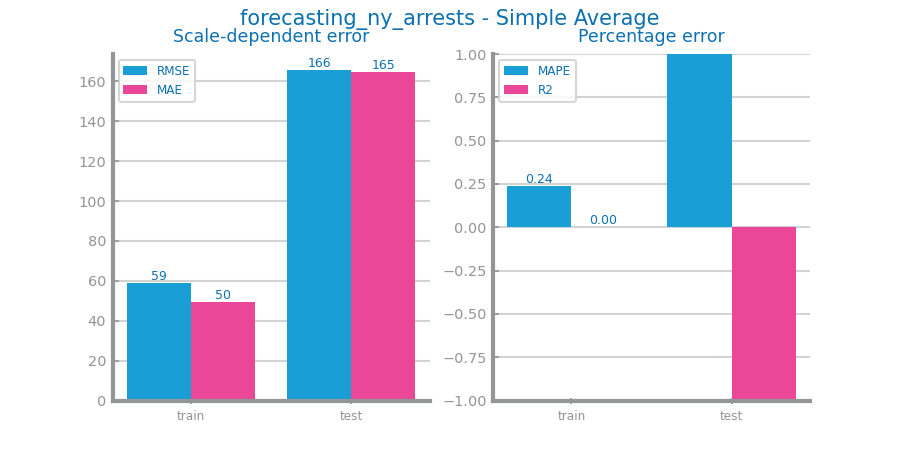 forecasting_ny_arrests - Simple Average
Scale-dependent error
RMSE
MAE
160
140
120
100
80
60
40
20
0
59
50
166
165
train
test
Percentage error
MAPE
R2
1.00
0.75
0.50
0.25
0.00
−0.25
−0.50
−0.75
−1.00
0.24
0.00
train
test